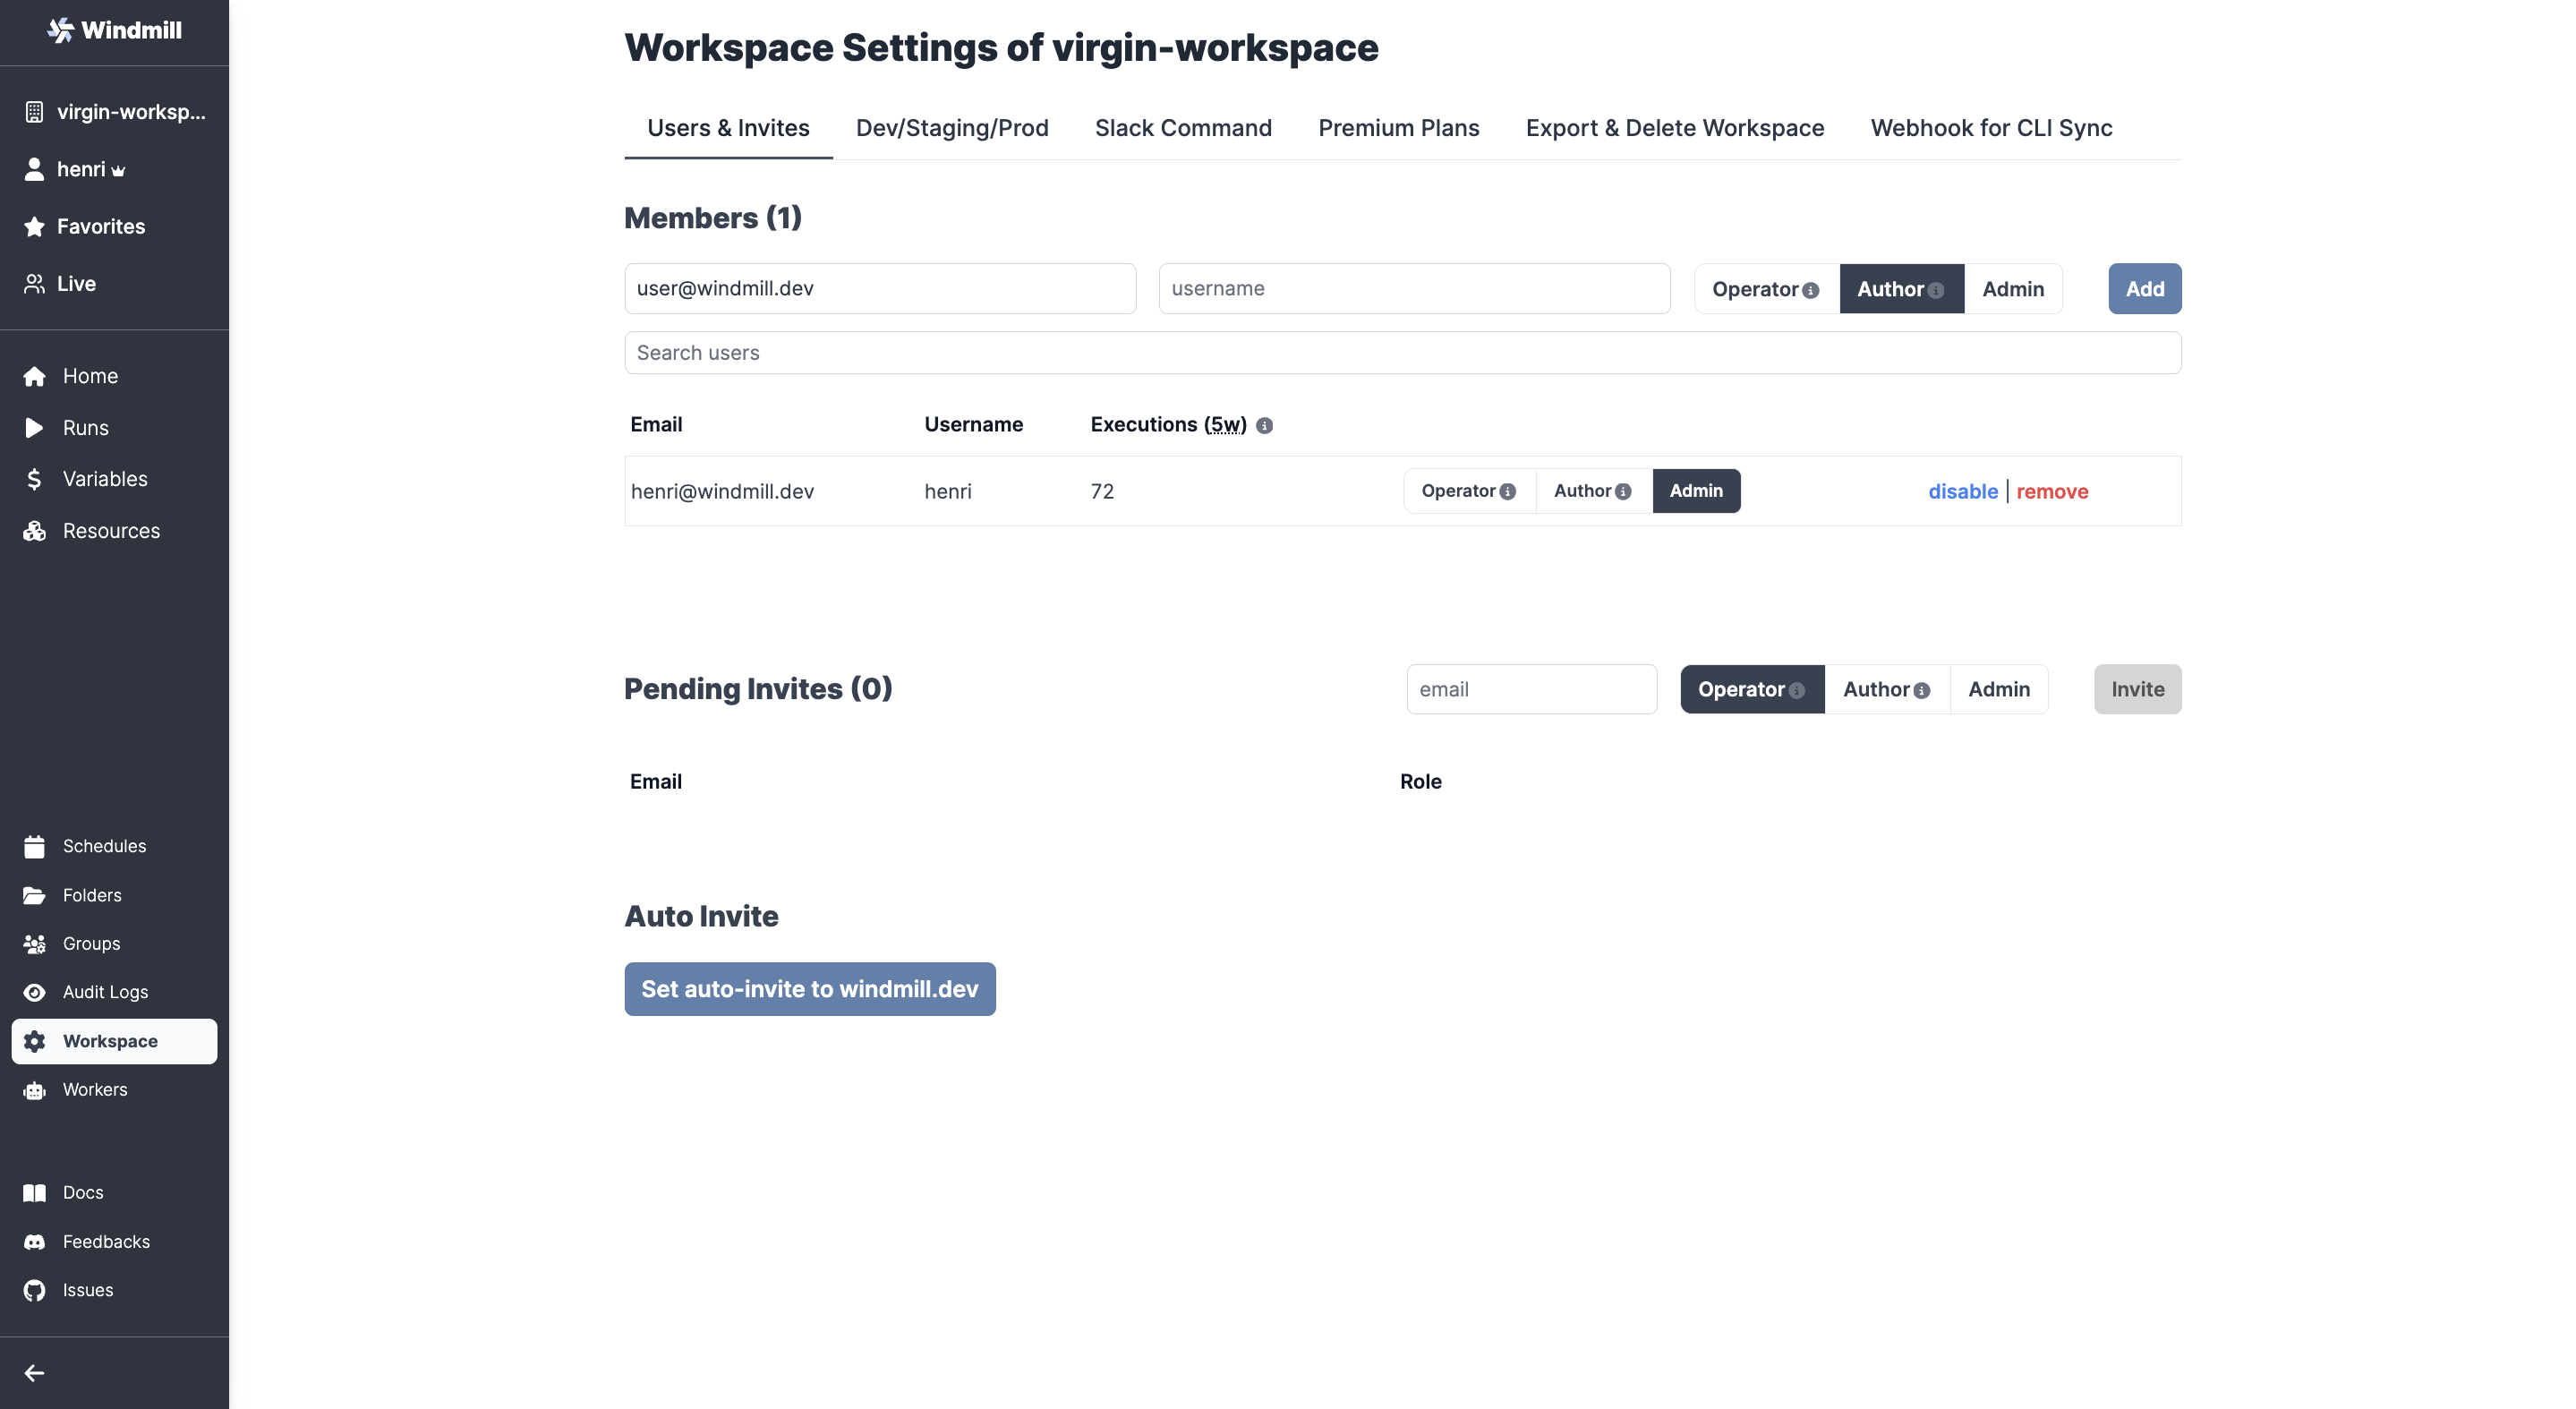 Windmill
virgin-worksp...
henri
Favorites
Live
Home
Runs
Variables
Resources
Schedules
Folders
Groups
Audit Logs
Workspace
Workers
Docs
Feedbacks
Issues
Workspace Settings of virgin-workspace
Users & Invites Dev/Staging/Prod Slack Command Premium Plans Export & Delete Workspace Webhook for CLI Sync
Members (1)
user@windmill.dev username Operator Author Admin Add
Search users
Email Username Executions (5w)
henri@windmill.dev henri 72 Operator Author Admin disable | remove
Pending Invites (0) email Operator Author Admin Invite
Email Role
Auto Invite
Set auto-invite to windmill.dev